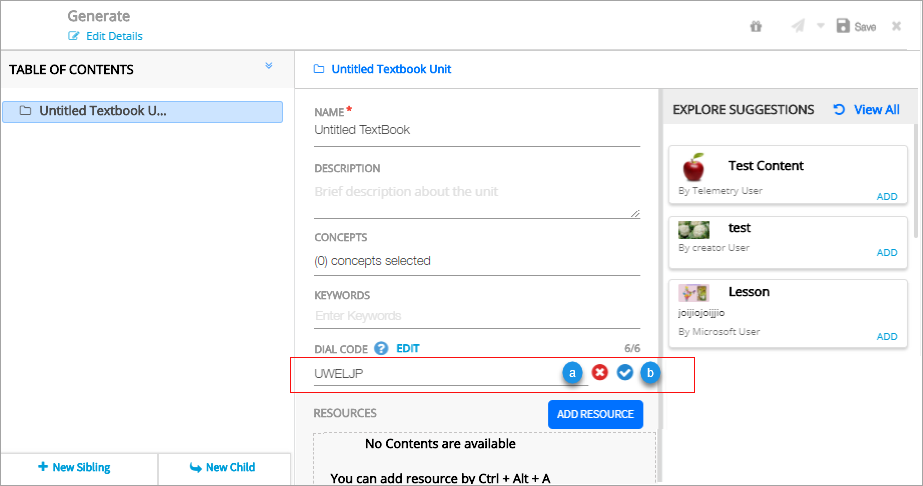 Generate
Edit Details
Save
TABLE OF CONTENTS
Untitled Textbook U...
New Sibling
New Child
Untitled Textbook Unit
NAME*
Untitled TextBook
DESCRIPTION
Brief description about the unit
CONCEPTS
(0) concepts selected
KEYWORDS
Enter Keywords
DIAL CODE ? EDIT 6/6
UWELJP a b
RESOURCES ADD RESOURCE
No Contents are available
You can add resource by Ctrl + Alt + A
EXPLORE SUGGESTIONS View All
Test Content
By Telemetry User
ADD
test
By creator User
ADD
Lesson
joijiojoijjio
By Microsoft User
ADD